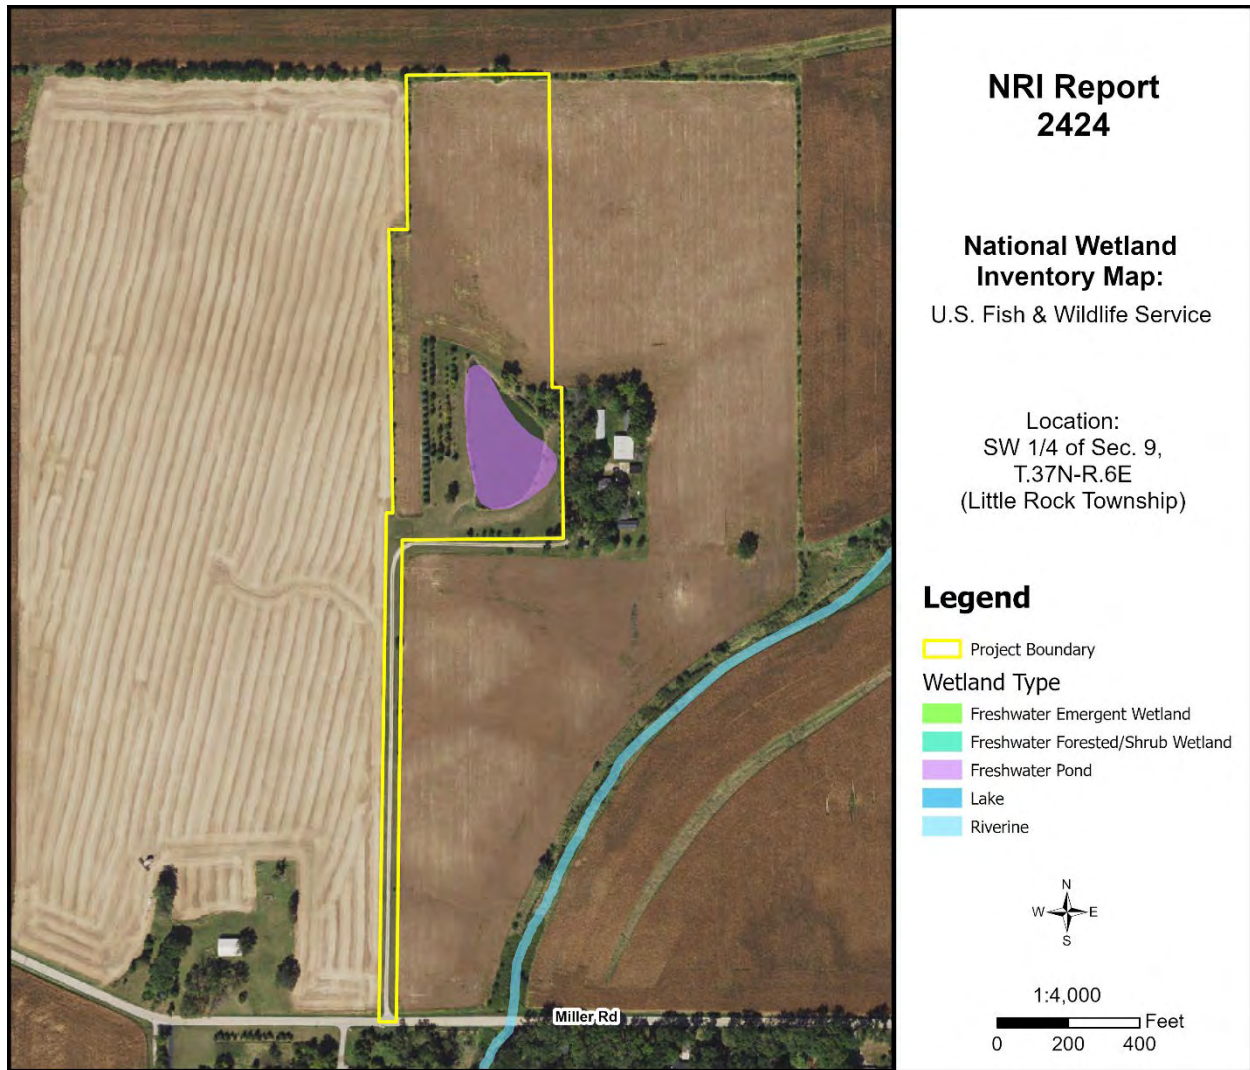 NRI Report
2424
National Wetland
Inventory Map:
U.S. Fish & Wildlife Service
Location:
SW 1/4 of Sec. 9,
T.37N-R.6E
(Little Rock Township)
Legend
Project Boundary
Wetland Type
Freshwater Emergent Wetland
Freshwater Forested/Shrub Wetland
Freshwater Pond
Lake
Riverine
N
W E
S
1:4,000
Feet
0 200 400
Miller Rd